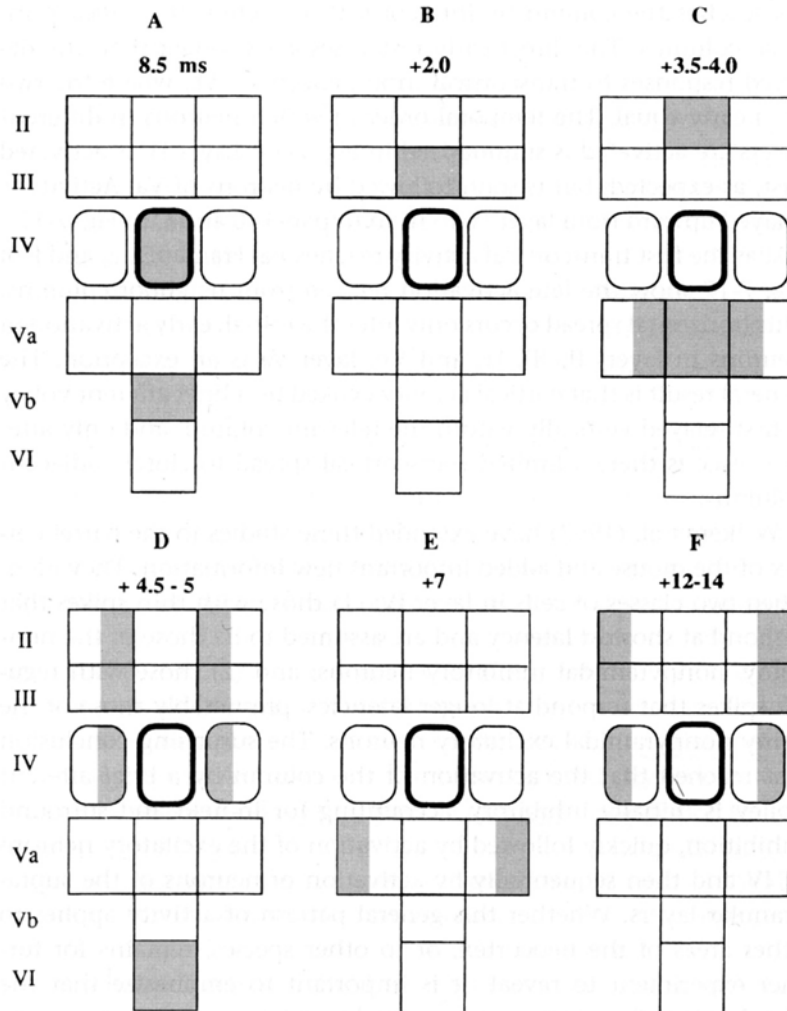 A B C
8.5 ms +2.0 +3.5-4.0
II
III
IV
Va
Vb
VI
D E F
+ 4.5 - 5 +7 +12-14
II
III
IV
Va
Vb
VI